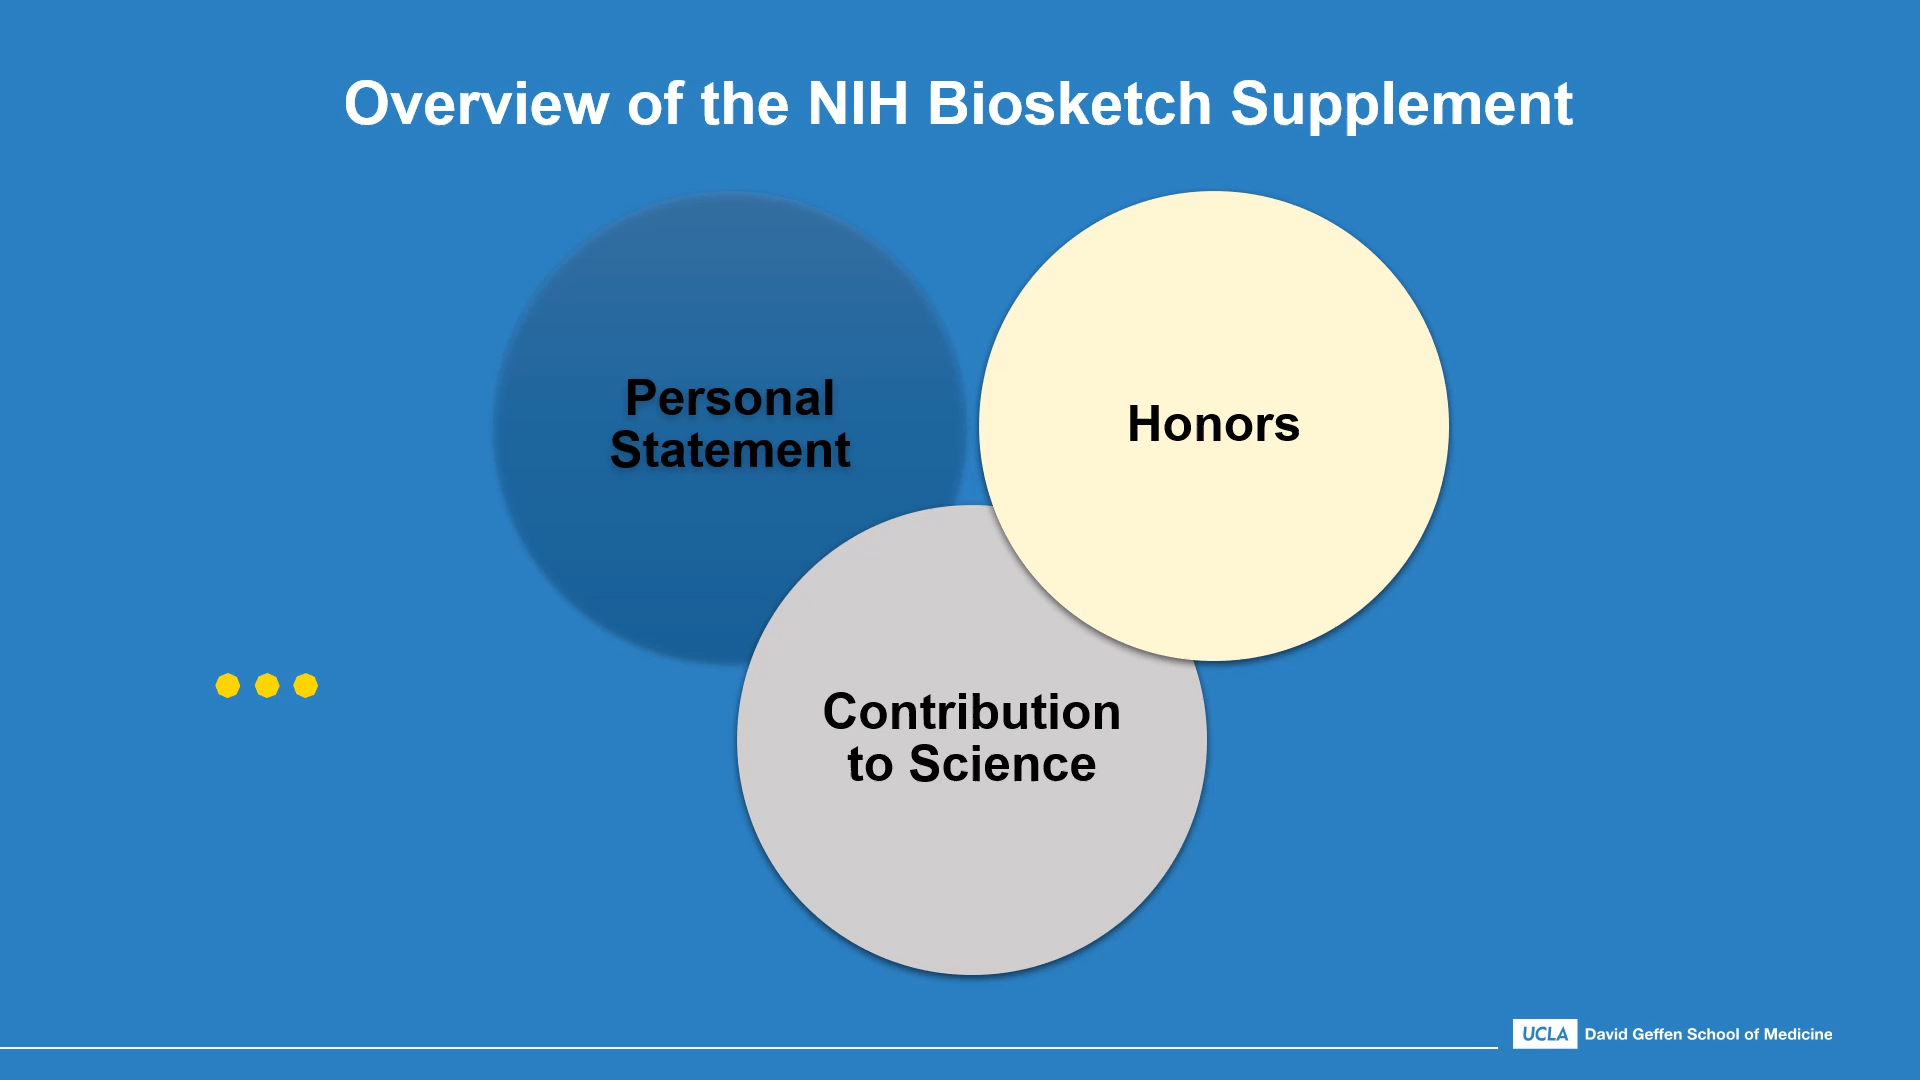 Overview of the NIH Biosketch Supplement
Personal
Statement
Honors
Contribution
to Science
UCLA David Geffen School of Medicine